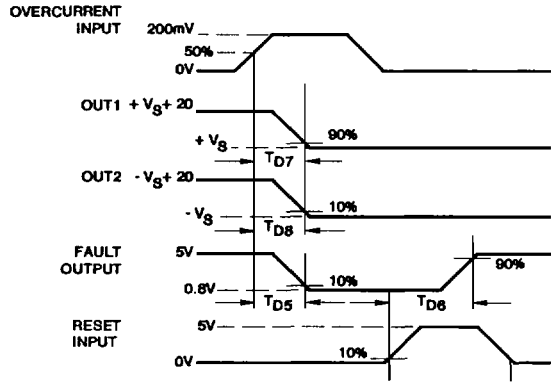 OVERCURRENT
INPUT
200mV
50%
0V
OUT1 + VS+ 20
+ VS
90%
TD7
OUT2 - VS+ 20
- VS
10%
TD8
FAULT
OUTPUT
5V
0.8V
10%
90%
TD5
TD6
RESET
INPUT
5V
0V
10%